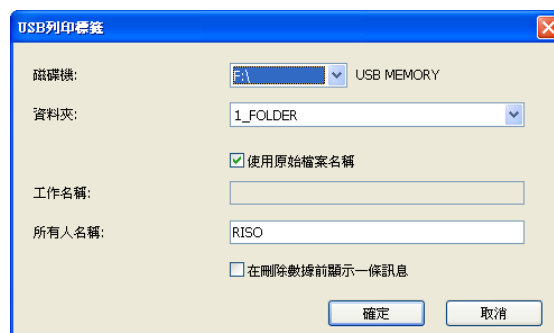 USB列印標籤
磁碟機: F:\ USB MEMORY
資料夾: 1_FOLDER
使用原始檔案名稱
工作名稱:
所有人名稱: RISO
在刪除數據前顯示一條訊息
確定 取消